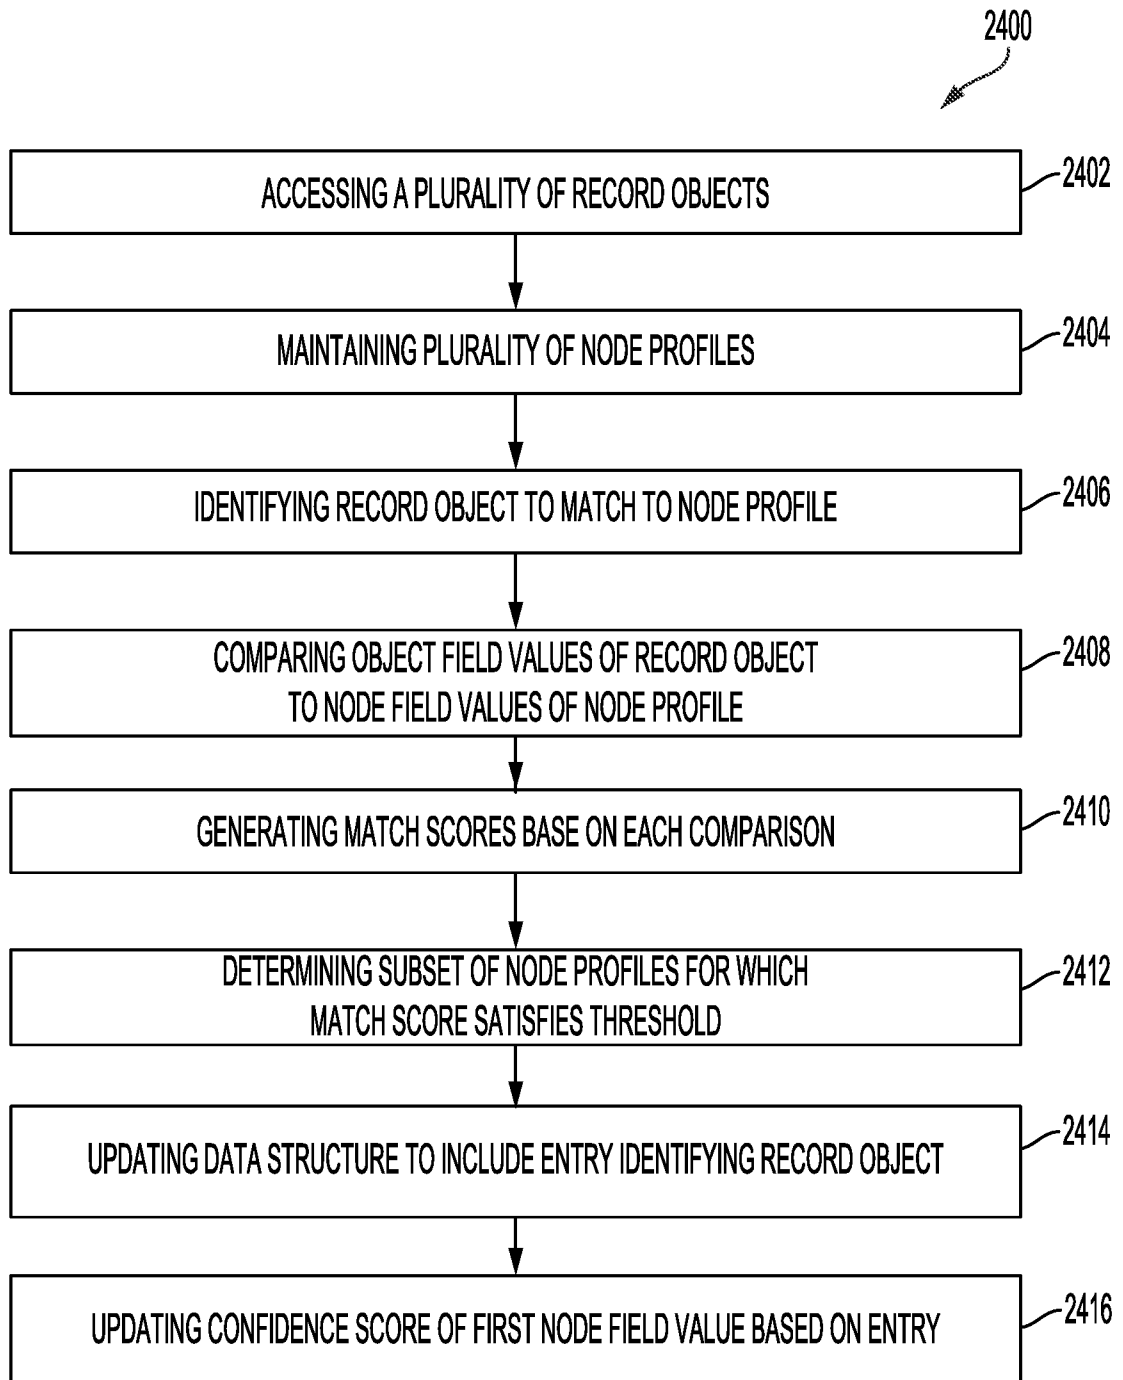 2400
ACCESSING A PLURALITY OF RECORD OBJECTS
2402
MAINTAINING PLURALITY OF NODE PROFILES
2404
IDENTIFYING RECORD OBJECT TO MATCH TO NODE PROFILE
2406
COMPARING OBJECT FIELD VALUES OF RECORD OBJECT
TO NODE FIELD VALUES OF NODE PROFILE
2408
GENERATING MATCH SCORES BASE ON EACH COMPARISON
2410
DETERMINING SUBSET OF NODE PROFILES FOR WHICH
MATCH SCORE SATISFIES THRESHOLD
2412
UPDATING DATA STRUCTURE TO INCLUDE ENTRY IDENTIFYING RECORD OBJECT
2414
UPDATING CONFIDENCE SCORE OF FIRST NODE FIELD VALUE BASED ON ENTRY
2416